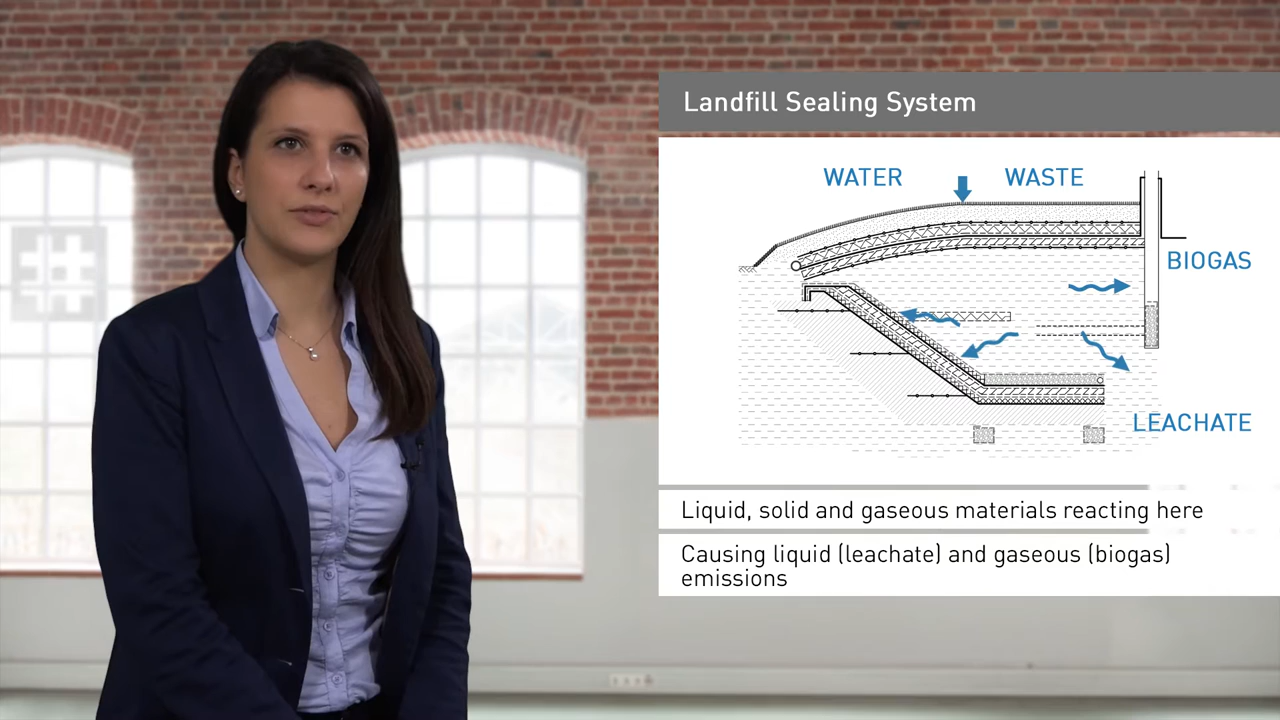 Landfill Sealing System
WATER WASTE
BIOGAS
LEACHATE
Liquid, solid and gaseous materials reacting here
Causing liquid (leachate) and gaseous (biogas)
emissions